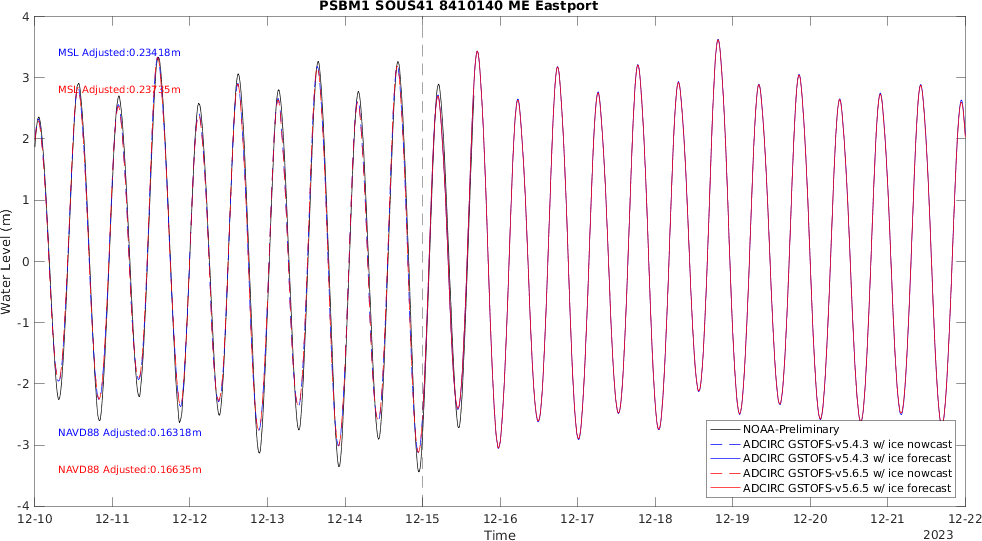 PSBM1 SOUS41 8410140 ME Eastport
4
3
2
1
0
-1
-2
-3
-4
Water Level (m)
MSL Adjusted:0.23418m
MSL Adjusted:0.23735m
NAVD88 Adjusted:0.16318m
NAVD88 Adjusted:0.16635m
NOAA-Preliminary
ADCIRC GSTOFS-v5.4.3 w/ ice nowcast
ADCIRC GSTOFS-v5.4.3 w/ ice forecast
ADCIRC GSTOFS-v5.6.5 w/ ice nowcast
ADCIRC GSTOFS-v5.6.5 w/ ice forecast
12-10 12-11 12-12 12-13 12-14 12-15 12-16 12-17 12-18 12-19 12-20 12-21 12-22
Time
2023